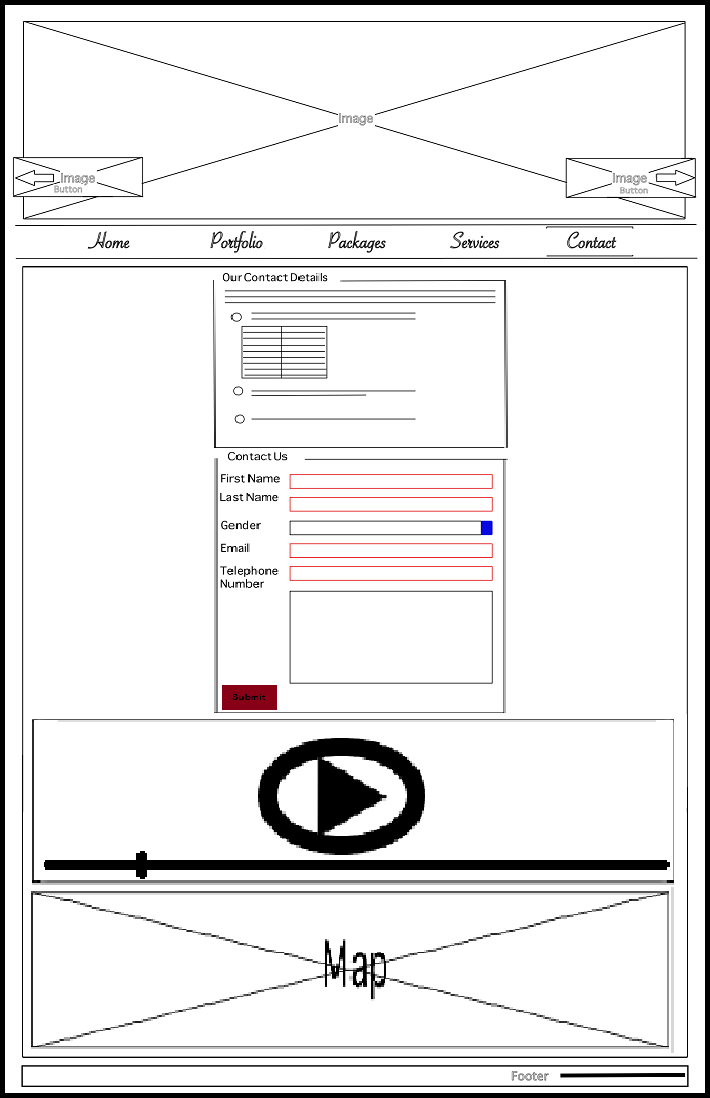 Image
Image
Button
Image
Button
Home Portfolio Packages Services Contact
Our Contact Details
Contact Us
First Name
Last Name
Gender
Email
Telephone
Number
Submit
Map
Footer